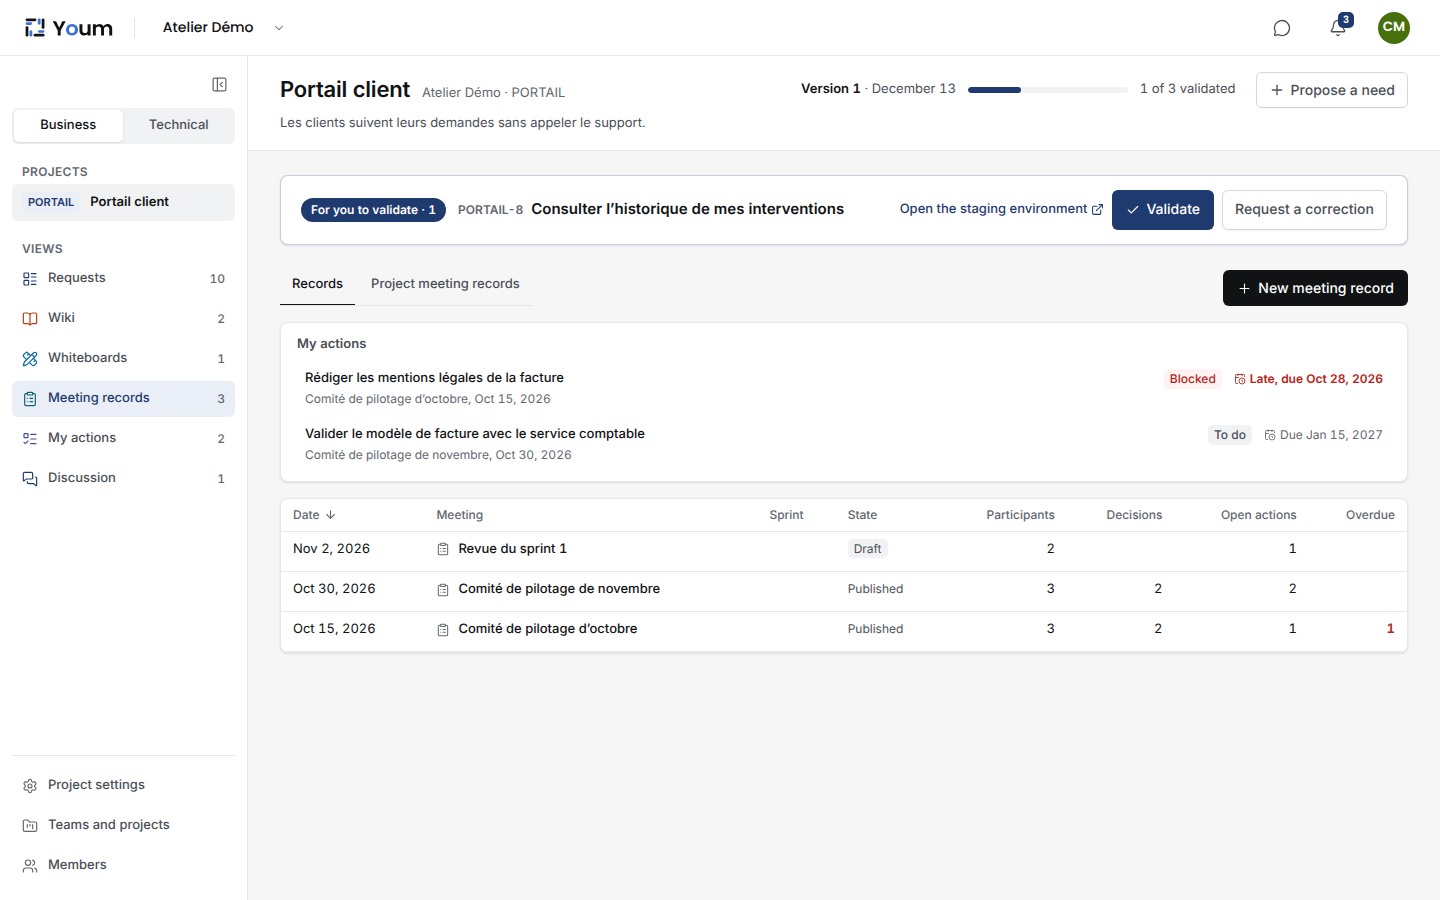 Youm
Atelier Démo
3
CM
Business
Technical
PROJECTS
PORTAIL Portail client
VIEWS
Requests 10
Wiki 2
Whiteboards 1
Meeting records 3
My actions 2
Discussion 1
Project settings
Teams and projects
Members
Portail client Atelier Démo · PORTAIL
Version 1 · December 13 1 of 3 validated
+ Propose a need
Les clients suivent leurs demandes sans appeler le support.
For you to validate · 1 PORTAIL-8 Consulter l’historique de mes interventions
Open the staging environment
Validate
Request a correction
Records Project meeting records
+ New meeting record
My actions
Rédiger les mentions légales de la facture Blocked Late, due Oct 28, 2026
Comité de pilotage d’octobre, Oct 15, 2026
Valider le modèle de facture avec le service comptable To do Due Jan 15, 2027
Comité de pilotage de novembre, Oct 30, 2026
Date ↓ Meeting Sprint State Participants Decisions Open actions Overdue
Nov 2, 2026 Revue du sprint 1 Draft 2 1
Oct 30, 2026 Comité de pilotage de novembre Published 3 2 2
Oct 15, 2026 Comité de pilotage d’octobre Published 3 2 1 1